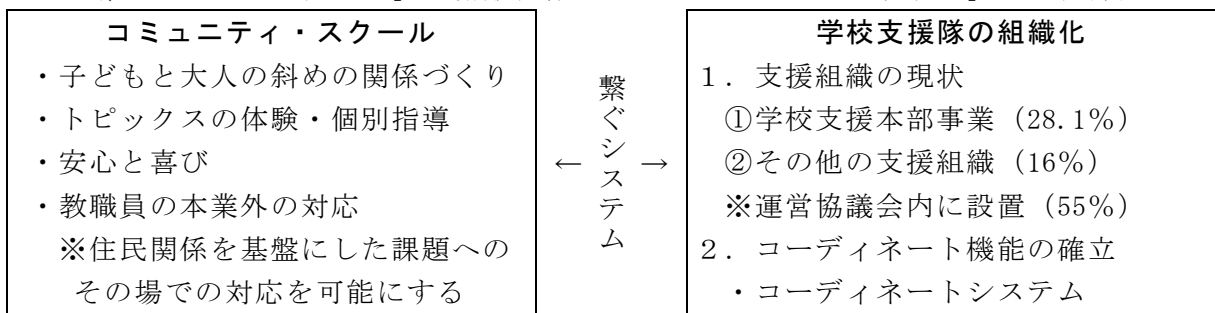 コミュニティ・スクール
・子どもと大人の斜めの関係づくり
・トピックスの体験・個別指導
・安心と喜び
・教職員の本業外の対応
※住民関係を基盤にした課題への
その場での対応を可能にする
← 繋ぐシステム →
学校支援隊の組織化
１．支援組織の現状
①学校支援本部事業（28.1％）
②その他の支援組織（16％）
※運営協議会内に設置（55％）
２．コーディネート機能の確立
・コーディネートシステム